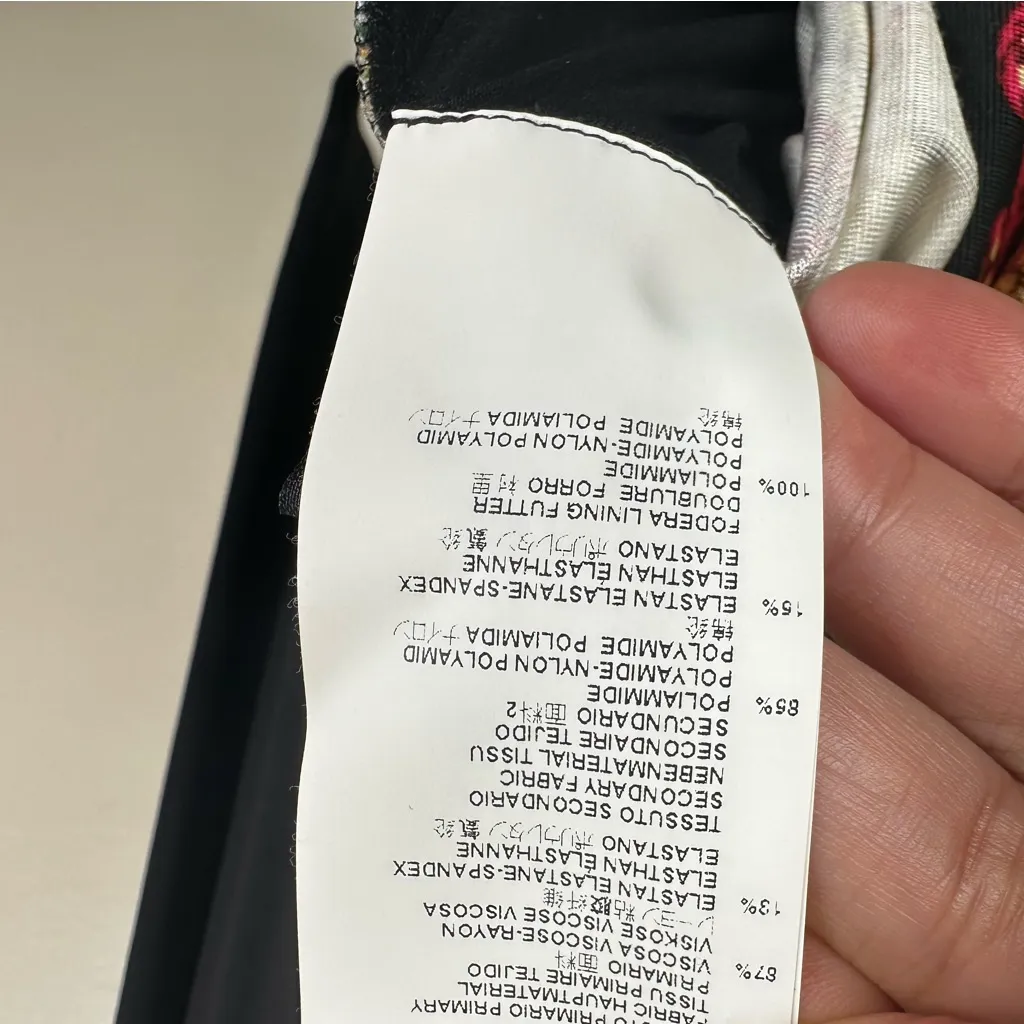 PRIMARIO PRIMARY
FABRIC HAUPTMATERIAL
TISSU PRIMAIRE TEJIDO
PRIMARIO 面料
87% VISCOSA VISCOSE-RAYON
VISKOSE VISCOSE VISCOSA
レーヨン 粘胶纤维
13% ELASTAN ELASTANE-SPANDEX
ELASTHAN ÉLASTHANNE
ELASTANO ポリウレタン 氨纶
TESSUTO SECONDARIO
SECONDARY FABRIC
NEBENMATERIAL TISSU
SECONDAIRE TEJIDO
SECUNDARIO 面料2
85% POLIAMMIDE
POLYAMIDE-NYLON POLYAMID
POLYAMIDE POLIAMIDA ナイロン
锦纶
15% ELASTAN ELASTANE-SPANDEX
ELASTHAN ÉLASTHANNE
ELASTANO ポリウレタン 氨纶
FODERA LINING FUTTER
DOUBLURE FORRO 衬里
100% POLIAMMIDE
POLYAMIDE-NYLON POLYAMID
POLYAMIDE POLIAMIDA ナイロン
锦纶